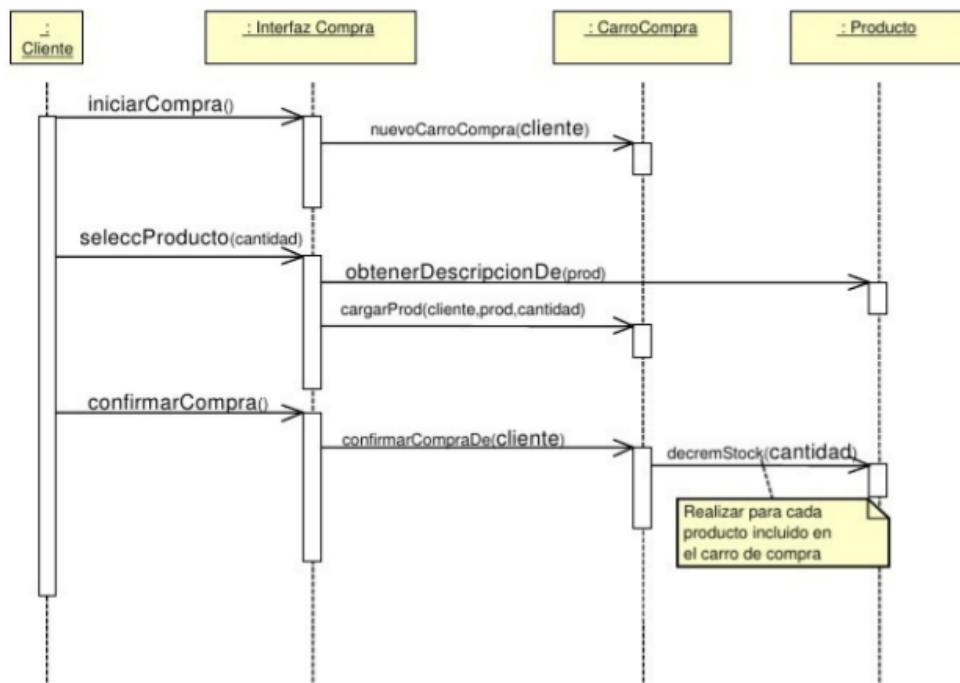 :
Cliente
: Interfaz Compra
: CarroCompra
: Producto
iniciarCompra()
nuevoCarroCompra(cliente)
seleccProducto(cantidad)
obtenerDescripcionDe(prod)
cargarProd(cliente,prod,cantidad)
confirmarCompra()
confirmarCompraDe(cliente)
decremStock(cantidad)
Realizar para cada
producto incluido en
el carro de compra